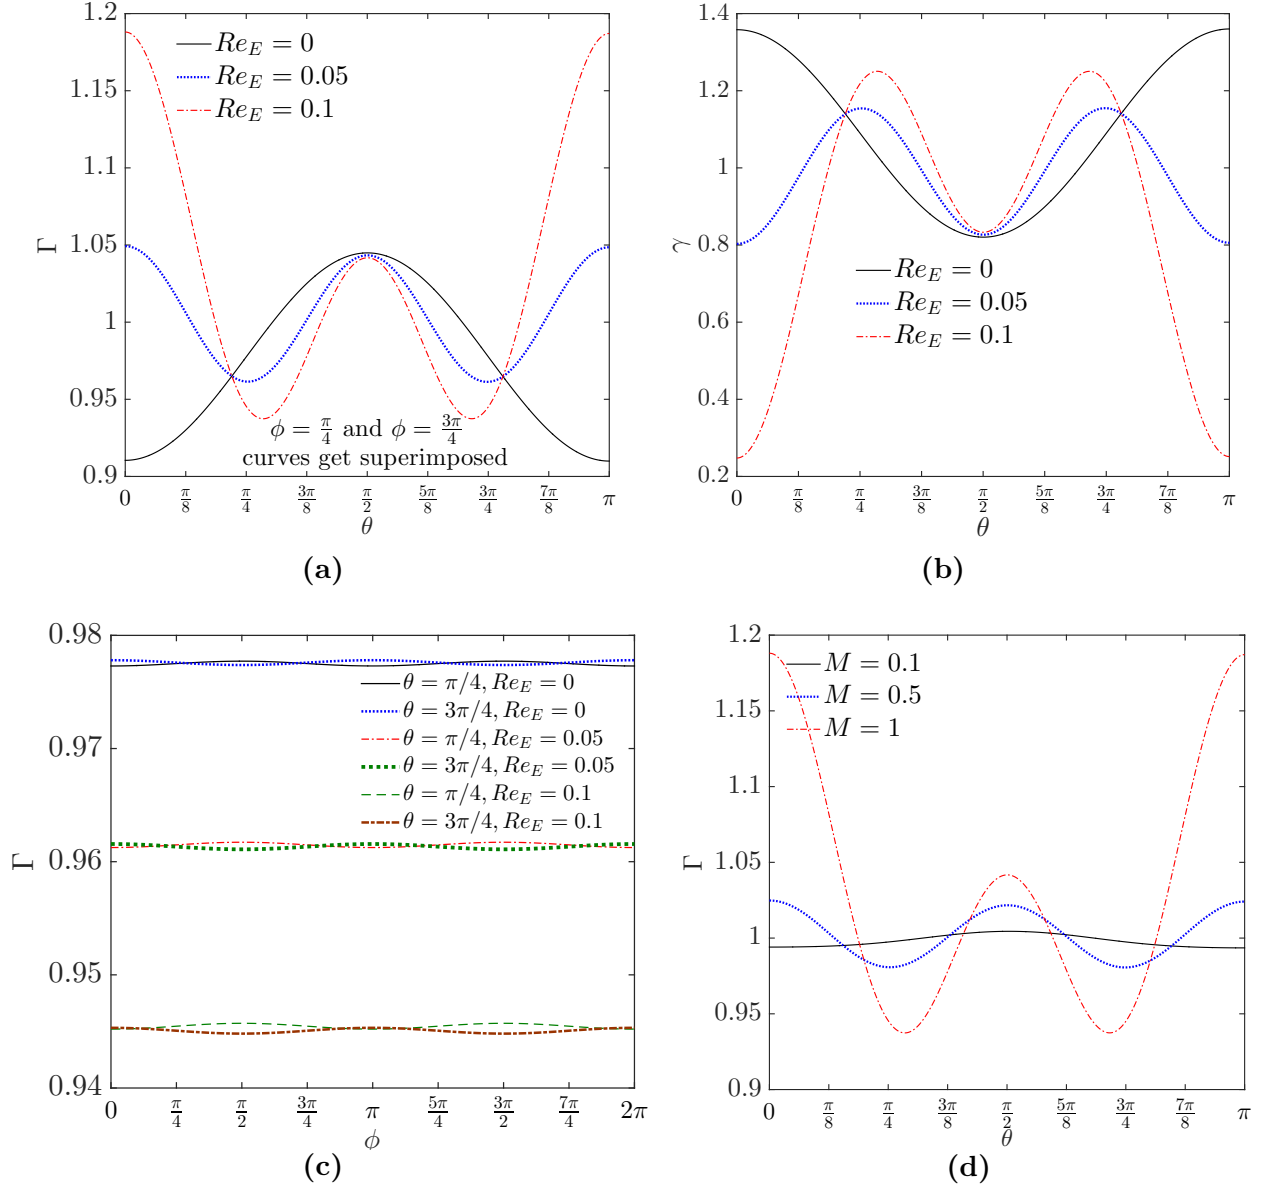 1.2
1.15
1.1
1.05
1
0.95
0.9
Γ
Re_E = 0
Re_E = 0.05
Re_E = 0.1
ϕ = π/4 and ϕ = 3π/4
curves get superimposed
0 π/8 π/4 3π/8 π/2 5π/8 3π/4 7π/8 π
θ
(a)
1.4
1.2
1
0.8
0.6
0.4
0.2
γ
Re_E = 0
Re_E = 0.05
Re_E = 0.1
0 π/8 π/4 3π/8 π/2 5π/8 3π/4 7π/8 π
θ
(b)
0.98
0.97
0.96
0.95
0.94
Γ
θ = π/4, Re_E = 0
θ = 3π/4, Re_E = 0
θ = π/4, Re_E = 0.05
θ = 3π/4, Re_E = 0.05
θ = π/4, Re_E = 0.1
θ = 3π/4, Re_E = 0.1
0 π/4 π/2 3π/4 π 5π/4 3π/2 7π/4 2π
ϕ
(c)
1.2
1.15
1.1
1.05
1
0.95
0.9
Γ
M = 0.1
M = 0.5
M = 1
0 π/8 π/4 3π/8 π/2 5π/8 3π/4 7π/8 π
θ
(d)